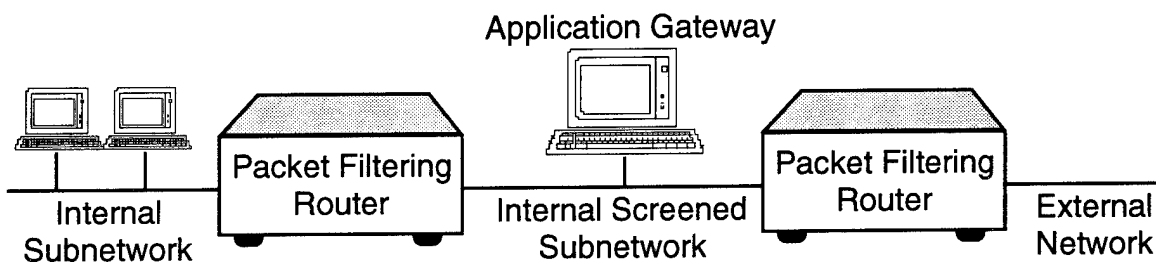 Application Gateway
Packet Filtering
Router
Packet Filtering
Router
Internal
Subnetwork
Internal Screened
Subnetwork
External
Network